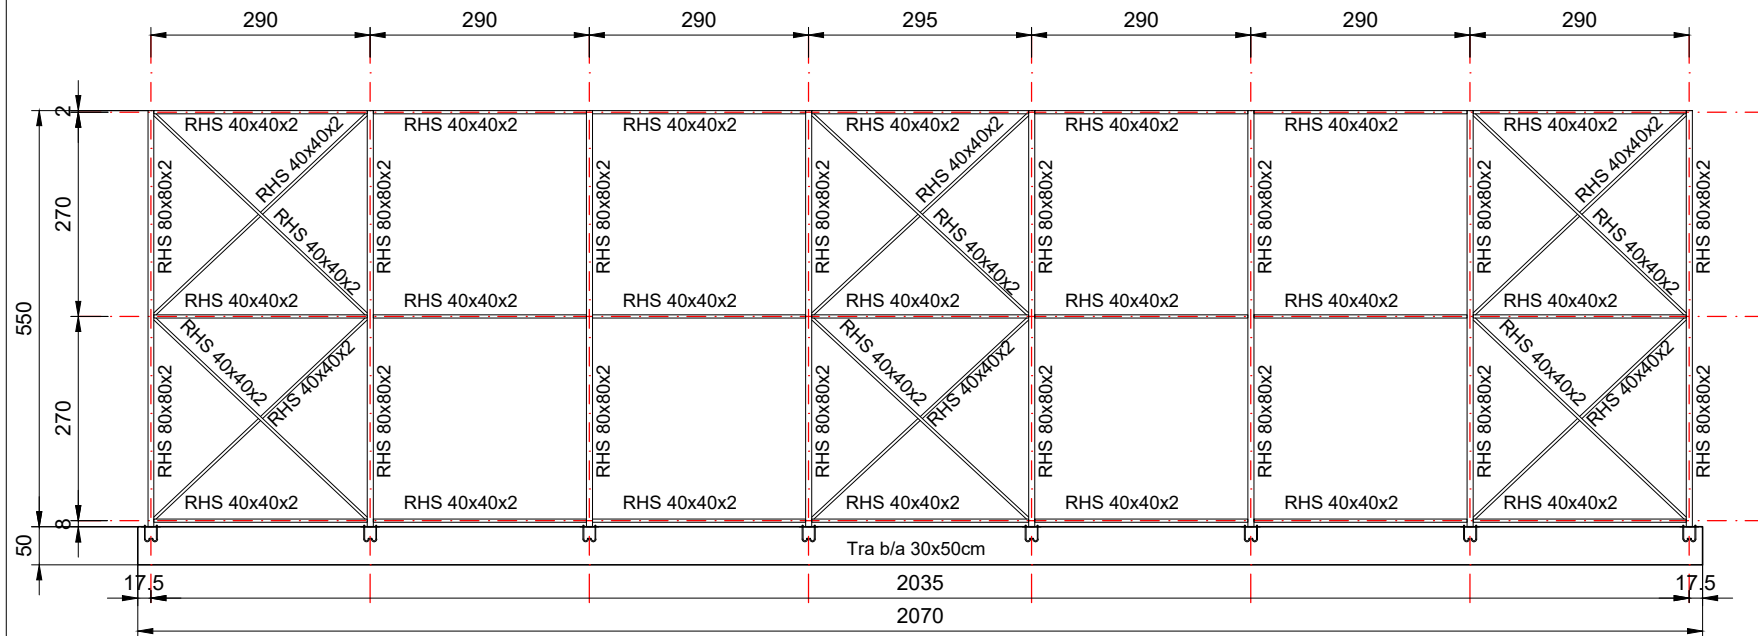 290 290 290 295 290 290 290
2
RHS 40x40x2 RHS 40x40x2 RHS 40x40x2 RHS 40x40x2 RHS 40x40x2 RHS 40x40x2 RHS 40x40x2
RHS 40x40x2 RHS 40x40x2 RHS 40x40x2
270
RHS 80x80x2 RHS 80x80x2 RHS 80x80x2 RHS 80x80x2 RHS 80x80x2 RHS 80x80x2 RHS 80x80x2 RHS 80x80x2
RHS 40x40x2 RHS 40x40x2 RHS 40x40x2
RHS 40x40x2 RHS 40x40x2 RHS 40x40x2 RHS 40x40x2 RHS 40x40x2 RHS 40x40x2 RHS 40x40x2
550
RHS 40x40x2 RHS 40x40x2 RHS 40x40x2 RHS 40x40x2 RHS 40x40x2 RHS 40x40x2
270
RHS 80x80x2 RHS 80x80x2 RHS 80x80x2 RHS 80x80x2 RHS 80x80x2 RHS 80x80x2 RHS 80x80x2 RHS 80x80x2
RHS 40x40x2 RHS 40x40x2 RHS 40x40x2 RHS 40x40x2 RHS 40x40x2 RHS 40x40x2 RHS 40x40x2
8
50
Tra b/a 30x50cm
17.5 2035 17.5
2070